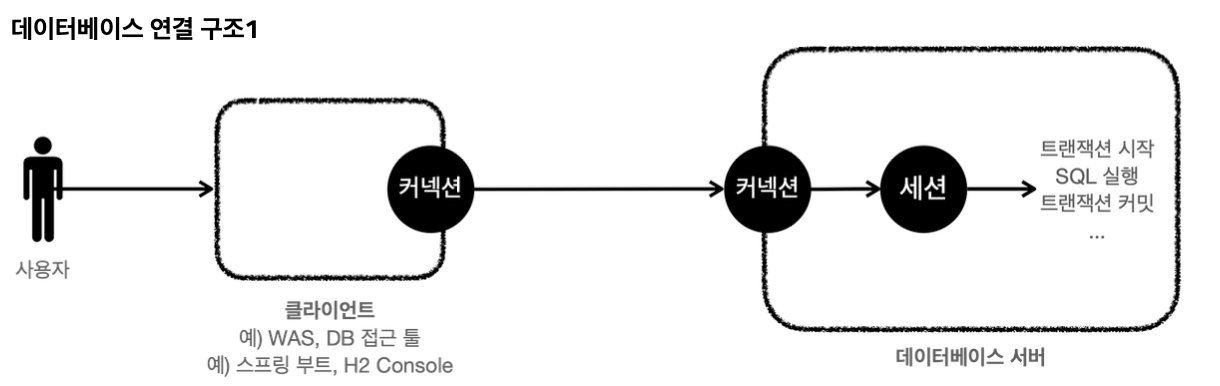 데이터베이스 연결 구조1
사용자
커넥션
클라이언트
예) WAS, DB 접근 툴
예) 스프링 부트, H2 Console
커넥션
세션
트랜잭션 시작
SQL 실행
트랜잭션 커밋
...
데이터베이스 서버